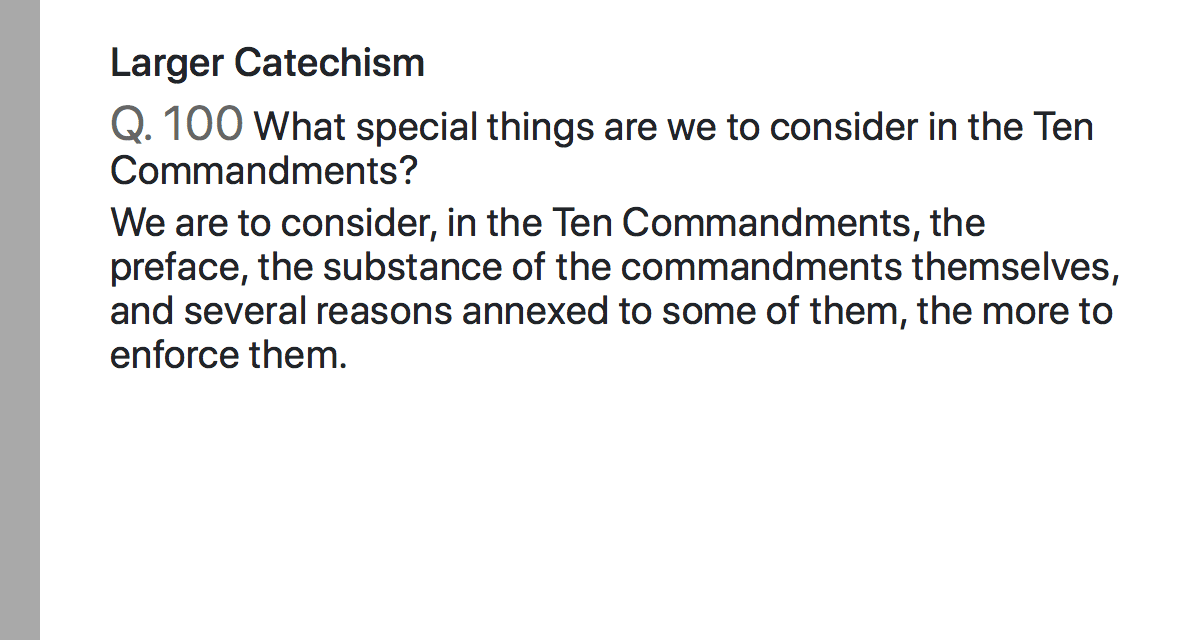 Larger Catechism
Q. 100 What special things are we to consider in the Ten
Commandments?
We are to consider, in the Ten Commandments, the
preface, the substance of the commandments themselves,
and several reasons annexed to some of them, the more to
enforce them.